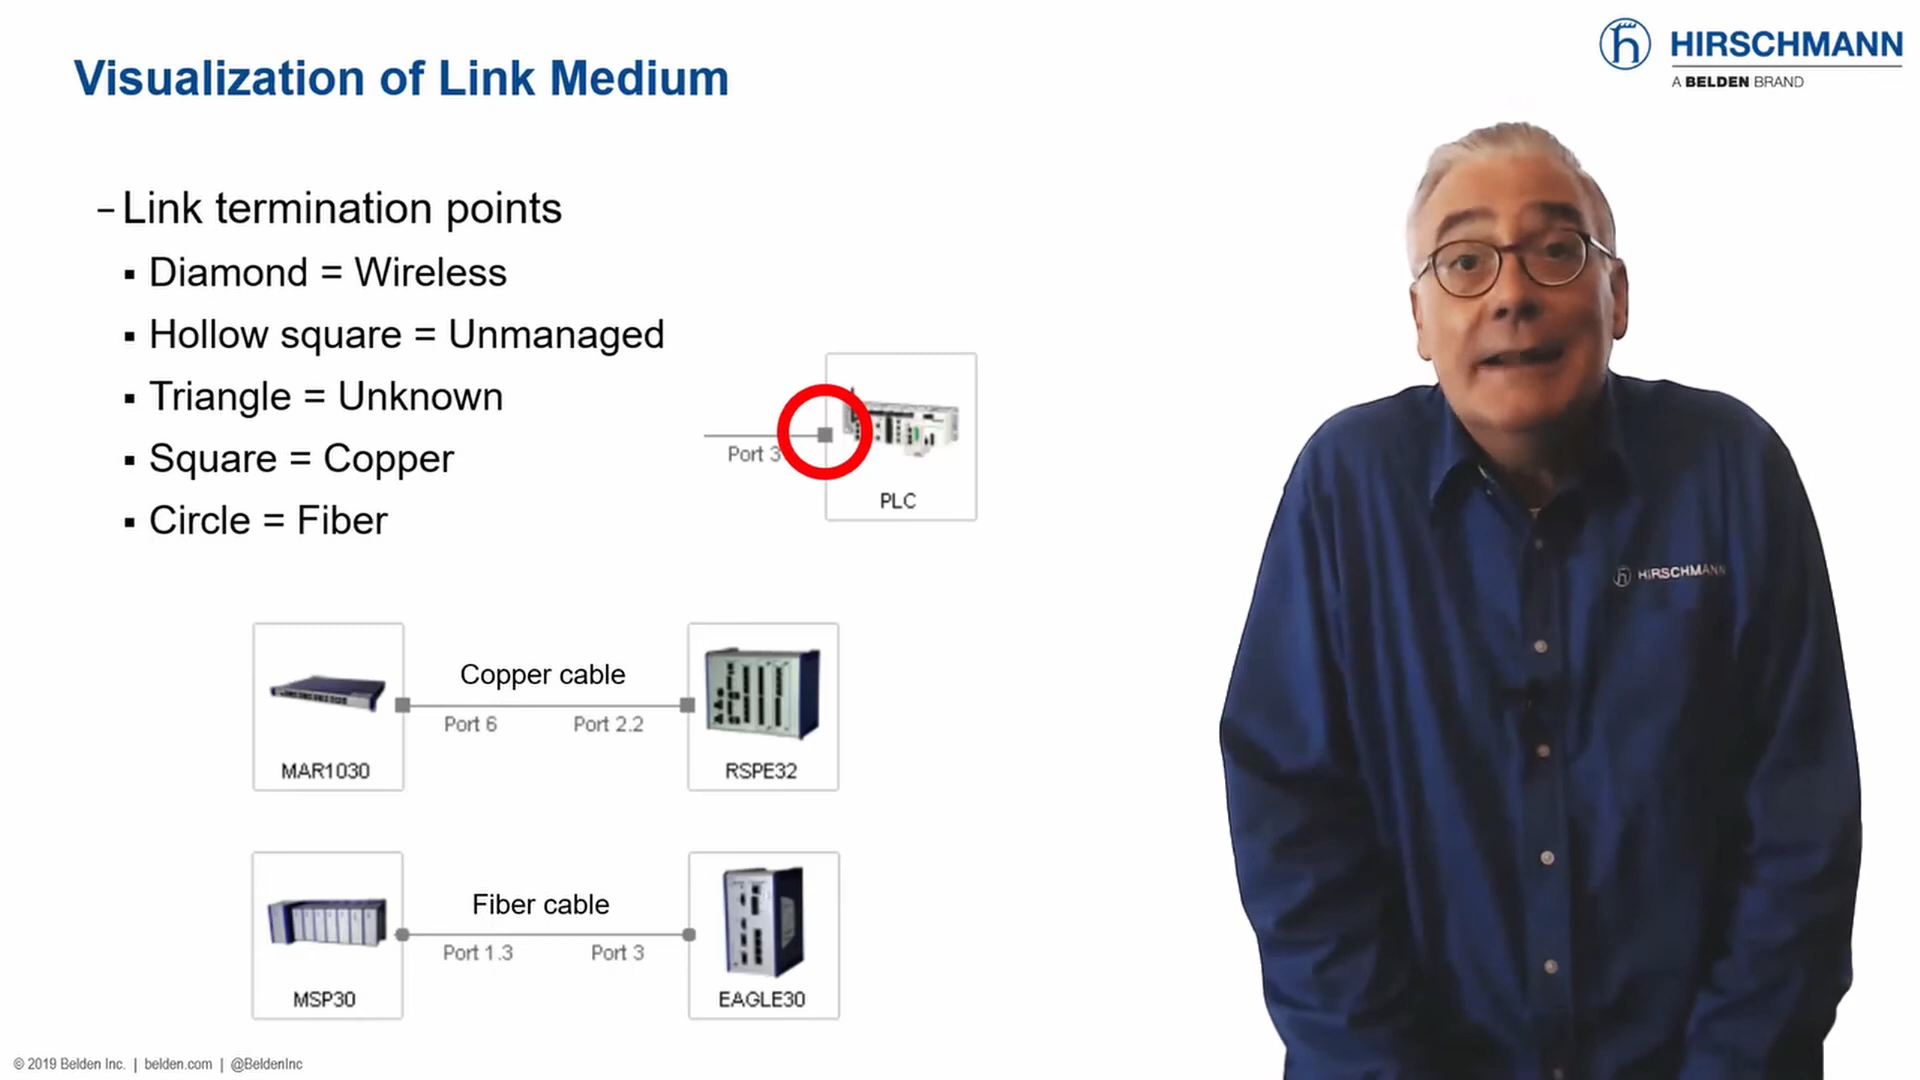 Visualization of Link Medium
HIRSCHMANN
A BELDEN BRAND
– Link termination points
▪ Diamond = Wireless
▪ Hollow square = Unmanaged
▪ Triangle = Unknown
▪ Square = Copper
▪ Circle = Fiber
Port 3
PLC
HIRSCHMANN
Copper cable
Port 6 Port 2.2
MAR1030 RSPE32
Fiber cable
Port 1.3 Port 3
MSP30 EAGLE30
© 2019 Belden Inc. | belden.com | @BeldenInc